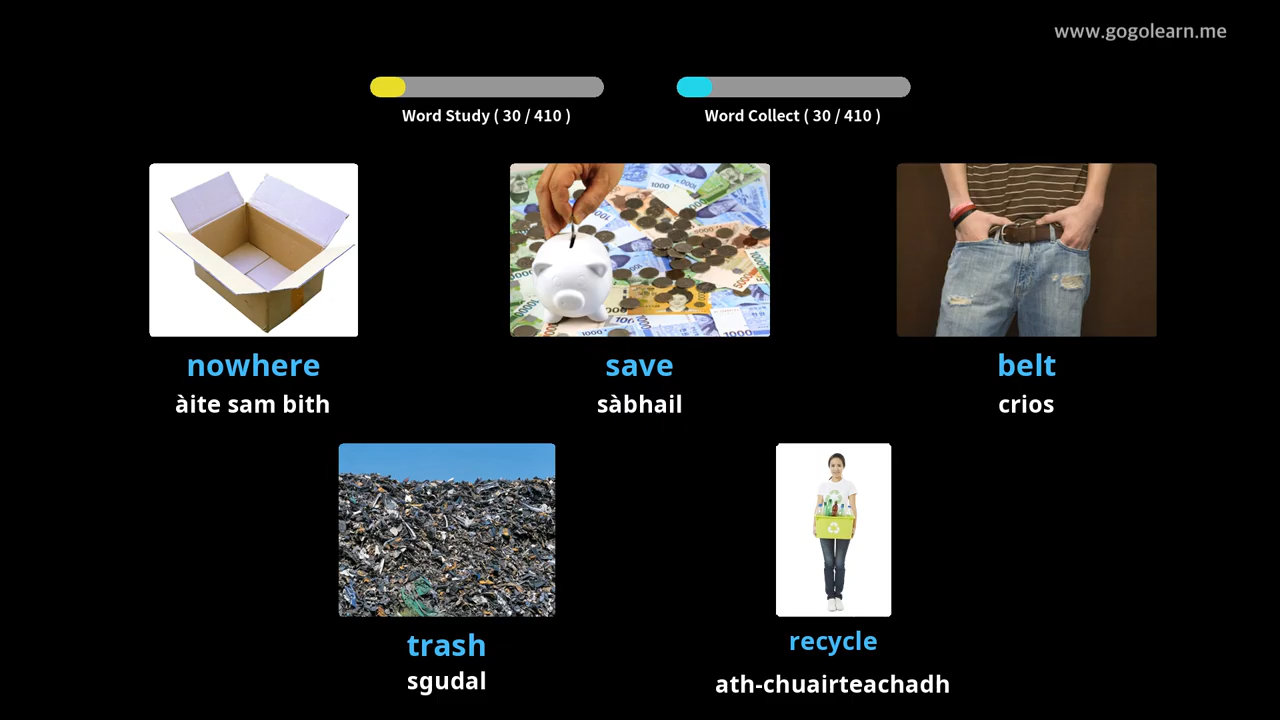 www.gogolearn.me
Word Study ( 30 / 410 )
Word Collect ( 30 / 410 )
nowhere
àite sam bith
save
sàbhail
belt
crios
trash
sgudal
recycle
ath-chuairteachadh